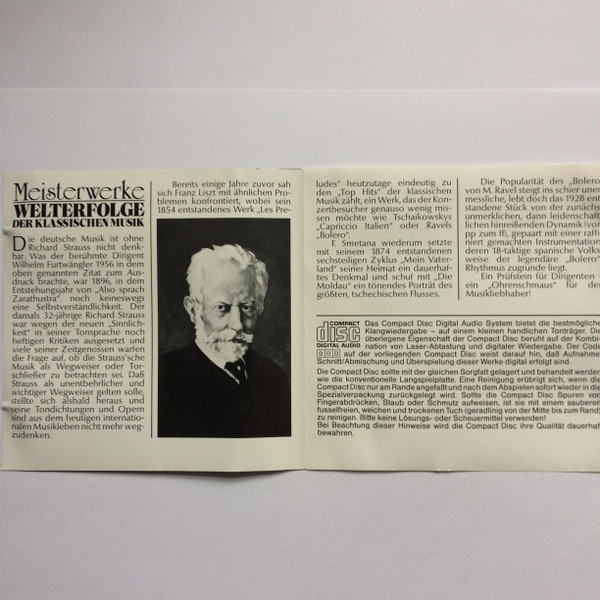 Meisterwerke
WELTERFOLGE
DER KLASSISCHEN MUSIK
Die deutsche Musik ist ohne
Richard Strauss nicht denk-
bar. Was der berühmte Dirigent
Wilhelm Furtwängler 1956 in dem
oben genannten Zitat zum Aus-
druck brachte, war 1896, in dem
Entstehungsjahr von „Also sprach
Zarathustra" noch keineswegs
eine Selbstverständlichkeit. Der
damals 32-jährige Richard Strauss
war wegen der neuen „Sinnlich-
keit" in seiner Tonsprache noch
heftigen Kritiken ausgesetzt und
viele seiner Zeitgenossen warfen
die Frage auf, ob die Strauss'sche
Musik als Wegweiser oder Tor-
schließer zu betrachten sei. Daß
Strauss als unentbehrlicher und
wichtiger Wegweiser gelten solle,
stellte sich alsbald heraus und
seine Tondichtungen und Opern
sind aus dem heutigen internatio-
nalen Musikleben nicht mehr weg-
zudenken.
Bereits einige Jahre zuvor sah
sich Franz Liszt mit ähnlichen Pro-
blemen konfrontiert, wobei sein
1854 entstandenes Werk „Les Pre-
ludes" heutzutage eindeutig zu
den „Top Hits" der klassischen
Musik zählt, ein Werk, das der Kon-
zertbesucher genauso wenig mis-
sen möchte wie Tschaikowskys
„Capriccio Italien" oder Ravels
„Bolero".
F. Smetana wiederum setzte
mit seinem 1874 entstandenen
sechsteiligen Zyklus „Mein Vater-
land" seiner Heimat ein dauerhaf-
tes Denkmal und schuf mit „Die
Moldau" ein tönendes Porträt des
größten, tschechischen Flusses.
Die Popularität des „Bolero"
von M. Ravel steigt ins schier uner-
messliche, lebt doch das 1928 ent-
standene Stück von der zunächst
unmerklichen, dann leidenschaft-
lichen hinreißenden Dynamik (von
pp zum ff), gepaart mit einer raffi-
niert gemachten Instrumentation,
deren 18-taktige spanische Volks-
weise der legendäre „Bolero"-
Rhythmus zugrunde liegt.
Ein Prüfstein für Dirigenten -
ein „Ohrenschmaus" für den
Musikliebhaber!
COMPACT
disc
DIGITAL AUDIO
Das Compact Disc Digital Audio System bietet die bestmögliche
Klangwiedergabe – auf einem kleinen handlichen Tonträger. Die
überlegene Eigenschaft der Compact Disc beruht auf der Kombi-
nation von Laser-Abtastung und digitaler Wiedergabe. Der Code
DDD auf der vorliegenden Compact Disc weist darauf hin, daß Aufnahme
Schnitt/Abmischung und Überspielung dieser Werke digital erfolgt sind.
Die Compact Disc sollte mit der gleichen Sorgfalt gelagert und behandelt werden
wie die konventionelle Langspielplatte. Eine Reinigung erübrigt sich, wenn die
Compact Disc nur am Rande angefaßt und nach dem Abspielen sofort wieder in die
Spezialverpackung zurückgelegt wird. Sollte die Compact Disc Spuren von
Fingerabdrücken, Staub oder Schmutz aufweisen, ist sie mit einem sauberen
fusselfreien, weichen und trockenen Tuch (geradlinig von der Mitte bis zum Rand)
zu reinigen. Bitte keine Lösungs- oder Scheuermittel verwenden!
Bei Beachtung dieser Hinweise wird die Compact Disc ihre Qualität dauerhaft
bewahren.